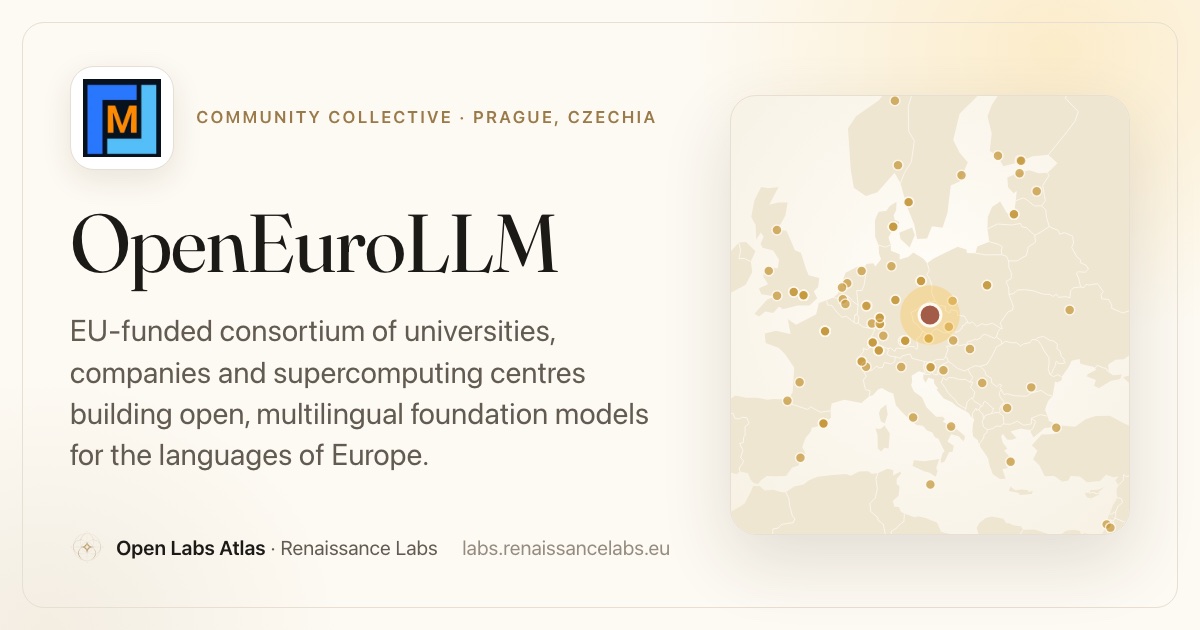 M
COMMUNITY COLLECTIVE · PRAGUE, CZECHIA
OpenEuroLLM
EU-funded consortium of universities,
companies and supercomputing centres
building open, multilingual foundation models
for the languages of Europe.
Open Labs Atlas · Renaissance Labs labs.renaissancelabs.eu